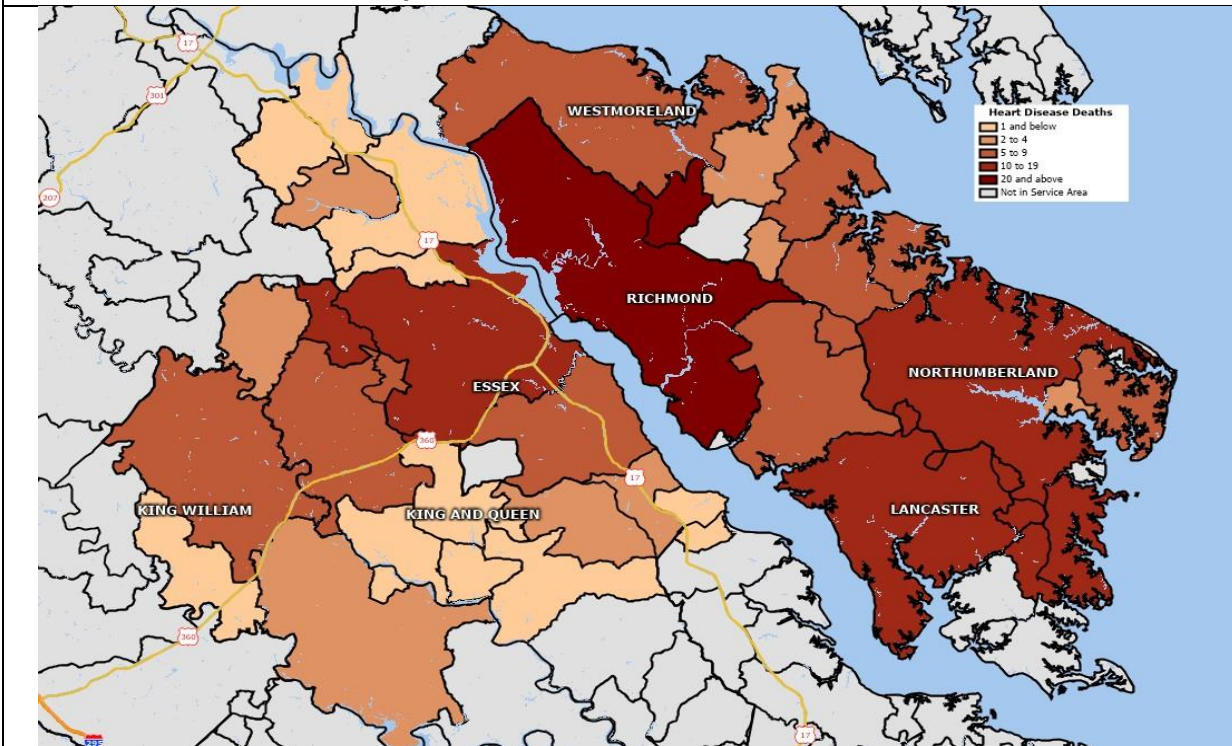 17
301
207
WESTMORELAND
Heart Disease Deaths
1 and below
2 to 4
5 to 9
10 to 19
20 and above
Not in Service Area
17
RICHMOND
NORTHUMBERLAND
ESSEX
360
17
KING WILLIAM
KING AND QUEEN
LANCASTER
360
17
295